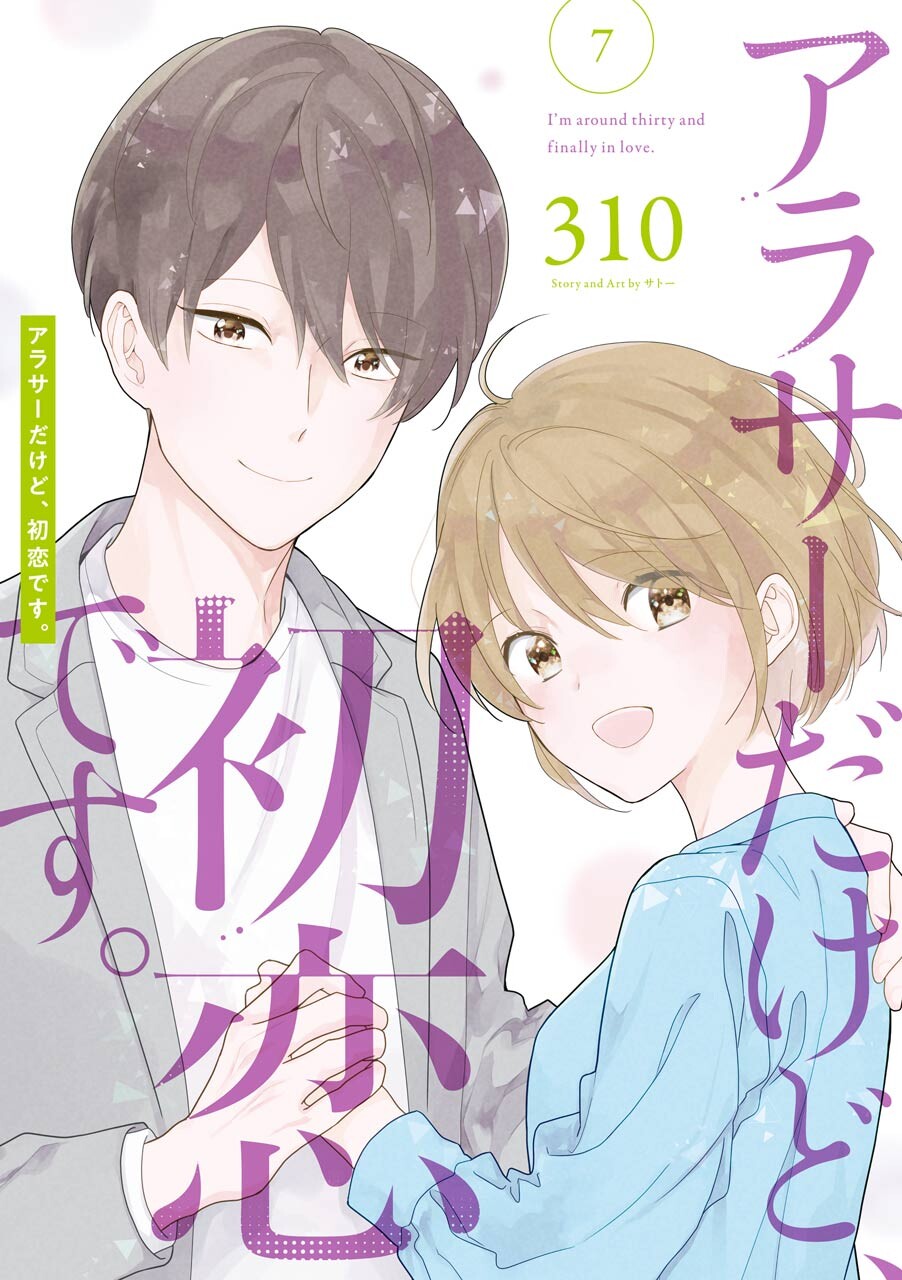 アラサーだけど、
初恋
です。
7
I'm around thirty and
finally in love.
310
Story and Art by サトー
アラサーだけど、初恋です。